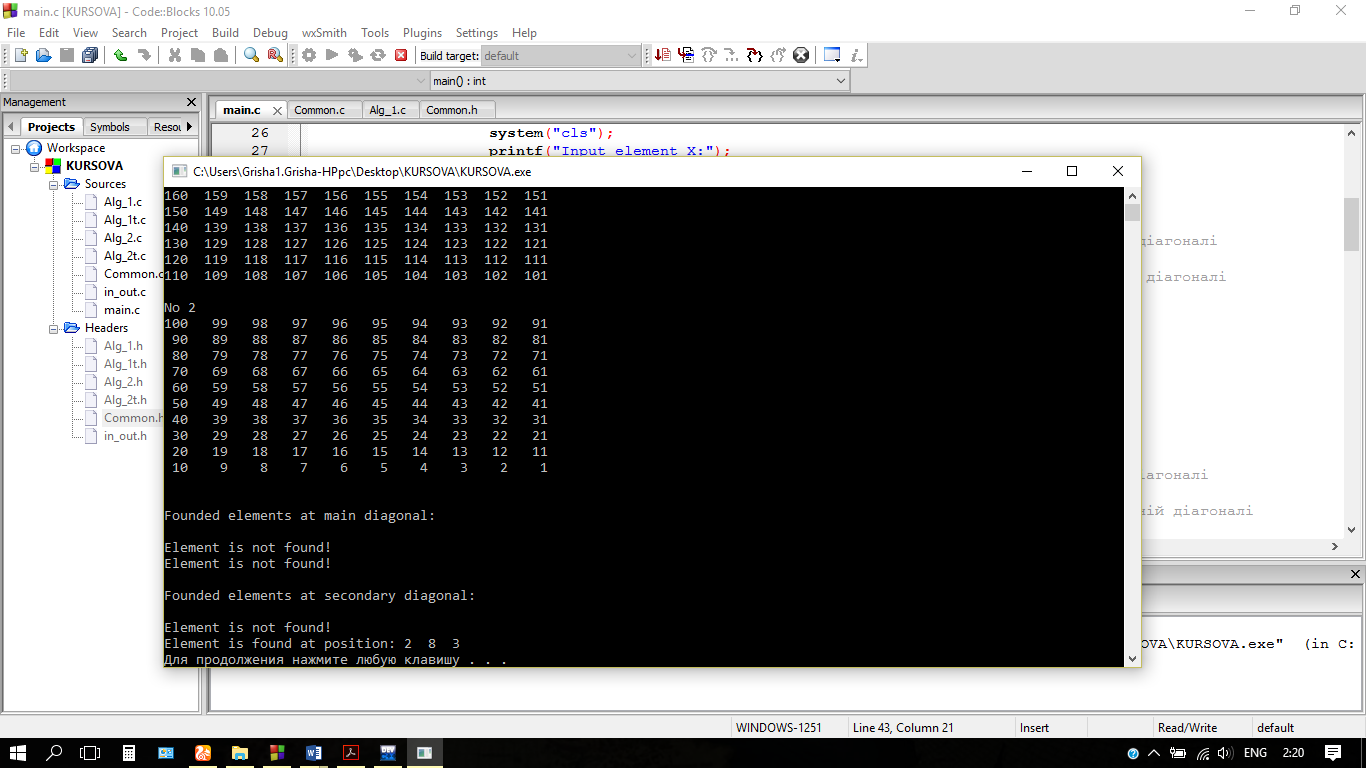 main.c [KURSOVA] - Code::Blocks 10.05
File Edit View Search Project Build Debug wxSmith Tools Plugins Settings Help
Build target: default
main() : int
Management
Projects Symbols Resou
main.c Common.c Alg_1.c Common.h
Workspace
KURSOVA
Sources
Alg_1.c
Alg_1t.c
Alg_2.c
Alg_2t.c
Common.c
in_out.c
main.c
Headers
Alg_1.h
Alg_1t.h
Alg_2.h
Alg_2t.h
Common.h
in_out.h
26 system("cls");
27 printf("Input element X:");
C:\Users\Grisha1.Grisha-HPpc\Desktop\KURSOVA\KURSOVA.exe
160 159 158 157 156 155 154 153 152 151
150 149 148 147 146 145 144 143 142 141
140 139 138 137 136 135 134 133 132 131
130 129 128 127 126 125 124 123 122 121
120 119 118 117 116 115 114 113 112 111
110 109 108 107 106 105 104 103 102 101
No 2
100 99 98 97 96 95 94 93 92 91
90 89 88 87 86 85 84 83 82 81
80 79 78 77 76 75 74 73 72 71
70 69 68 67 66 65 64 63 62 61
60 59 58 57 56 55 54 53 52 51
50 49 48 47 46 45 44 43 42 41
40 39 38 37 36 35 34 33 32 31
30 29 28 27 26 25 24 23 22 21
20 19 18 17 16 15 14 13 12 11
10 9 8 7 6 5 4 3 2 1
Founded elements at main diagonal:
Element is not found!
Element is not found!
Founded elements at secondary diagonal:
Element is not found!
Element is found at position: 2 8 3
Для продолжения нажмите любую клавишу . . .
діагоналі
діагоналі
іагоналі
ній діагоналі
OVA\KURSOVA.exe" (in C:
WINDOWS-1251 Line 43, Column 21 Insert Read/Write default
ENG 2:20